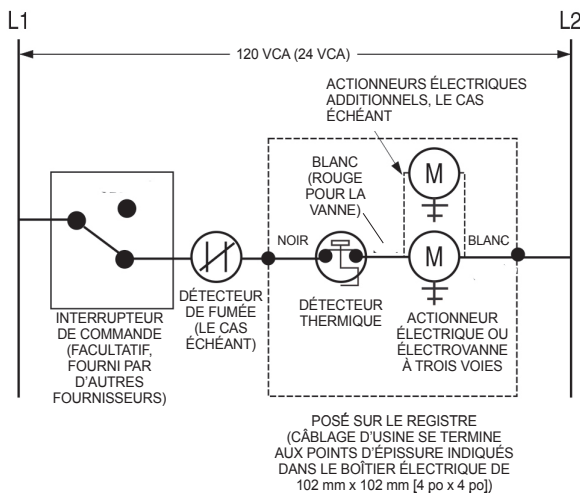 L1
L2
120 VCA (24 VCA)
ACTIONNEURS ÉLECTRIQUES
ADDITIONNELS, LE CAS
ÉCHÉANT
BLANC
(ROUGE
POUR LA
VANNE)
M
NOIR
M
BLANC
INTERRUPTEUR
DE COMMANDE
(FACULTATIF,
FOURNI PAR
D'AUTRES
FOURNISSEURS)
DÉTECTEUR
DE FUMÉE
(LE CAS
ÉCHÉANT)
DÉTECTEUR
THERMIQUE
ACTIONNEUR
ÉLECTRIQUE OU
ÉLECTROVANNE
À TROIS VOIES
POSÉ SUR LE REGISTRE
(CÂBLAGE D'USINE SE TERMINE
AUX POINTS D'ÉPISSURE INDIQUÉS
DANS LE BOÎTIER ÉLECTRIQUE DE
102 mm x 102 mm [4 po x 4 po])